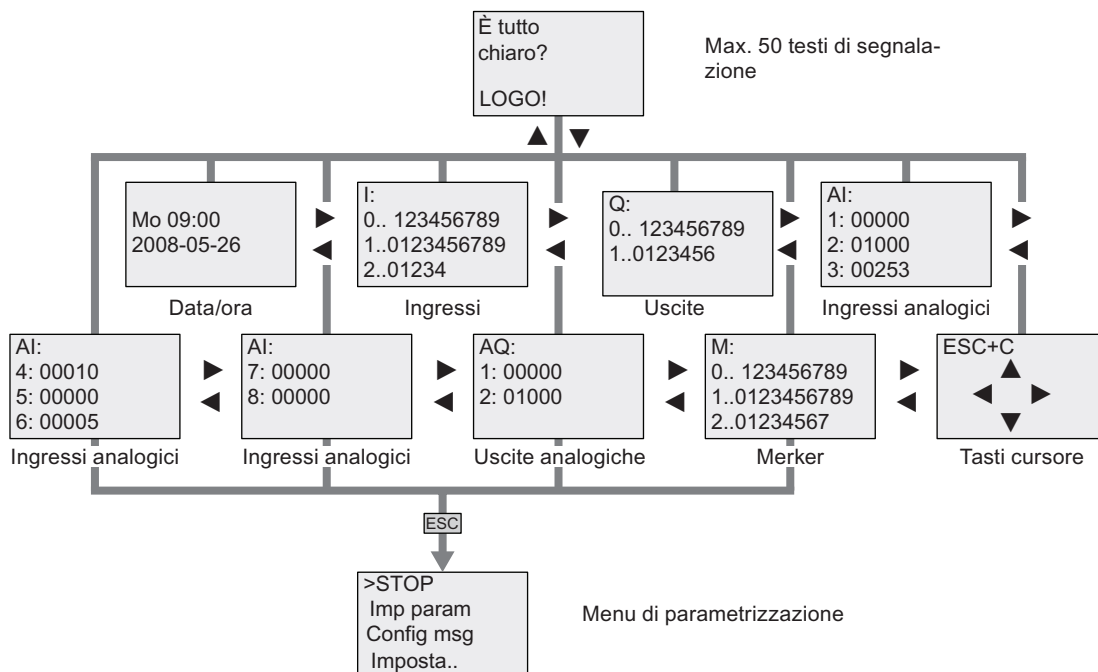 È tutto
chiaro?
LOGO!
Max. 50 testi di segnala-
zione
Mo 09:00
2008-05-26
Data/ora
I:
0.. 123456789
1..0123456789
2..01234
Ingressi
Q:
0.. 123456789
1..0123456
Uscite
AI:
1: 00000
2: 01000
3: 00253
Ingressi analogici
AI:
4: 00010
5: 00000
6: 00005
Ingressi analogici
AI:
7: 00000
8: 00000
Ingressi analogici
AQ:
1: 00000
2: 01000
Uscite analogiche
M:
0.. 123456789
1..0123456789
2..01234567
Merker
ESC+C
Tasti cursore
ESC
>STOP
Imp param
Config msg
Imposta..
Menu di parametrizzazione